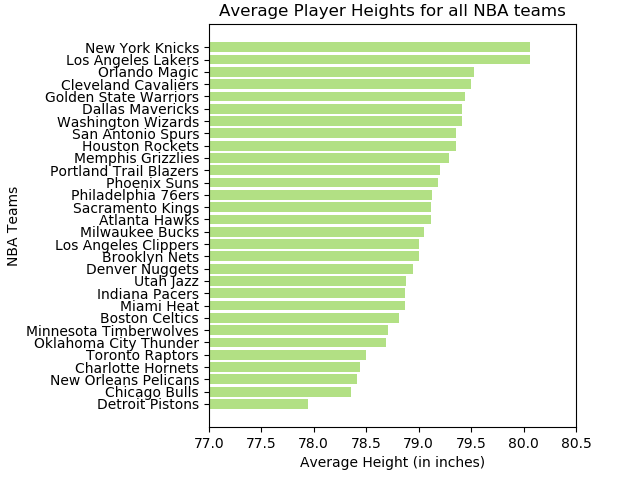 Average Player Heights for all NBA teams
New York Knicks
Los Angeles Lakers
Orlando Magic
Cleveland Cavaliers
Golden State Warriors
Dallas Mavericks
Washington Wizards
San Antonio Spurs
Houston Rockets
Memphis Grizzlies
Portland Trail Blazers
Phoenix Suns
Philadelphia 76ers
Sacramento Kings
Atlanta Hawks
Milwaukee Bucks
Los Angeles Clippers
Brooklyn Nets
Denver Nuggets
Utah Jazz
Indiana Pacers
Miami Heat
Boston Celtics
Minnesota Timberwolves
Oklahoma City Thunder
Toronto Raptors
Charlotte Hornets
New Orleans Pelicans
Chicago Bulls
Detroit Pistons
NBA Teams
77.0 77.5 78.0 78.5 79.0 79.5 80.0 80.5
Average Height (in inches)